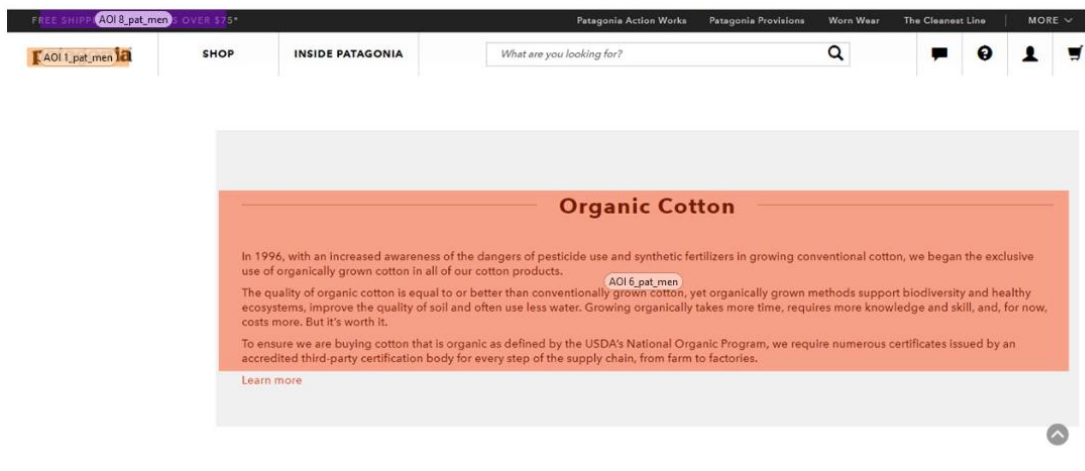 AOI 8_pat_men OVER $75*
Patagonia Action Works Patagonia Provisions Worn Wear The Cleanest Line MORE
AOI 1_pat_men SHOP INSIDE PATAGONIA What are you looking for?
Organic Cotton
In 1996, with an increased awareness of the dangers of pesticide use and synthetic fertilizers in growing conventional cotton, we began the exclusive
use of organically grown cotton in all of our cotton products.
AOI 6_pat_men
The quality of organic cotton is equal to or better than conventionally grown cotton, yet organically grown methods support biodiversity and healthy
ecosystems, improve the quality of soil and often use less water. Growing organically takes more time, requires more knowledge and skill, and, for now,
costs more. But it's worth it.
To ensure we are buying cotton that is organic as defined by the USDA's National Organic Program, we require numerous certificates issued by an
accredited third-party certification body for every step of the supply chain, from farm to factories.
Learn more